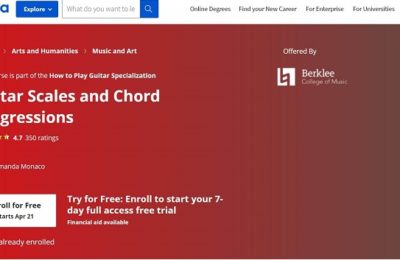 a Explore What do you want to le Online Degrees Find your New Career For Enterprise For Universities
Arts and Humanities > Music and Art
Offered By
rse is part of the How to Play Guitar Specialization
Berklee
College of Music
tar Scales and Chord
gressions
4.7 350 ratings
manda Monaco
oll for Free
tarts Apr 21
Try for Free: Enroll to start your 7-
day full access free trial
Financial aid available
already enrolled